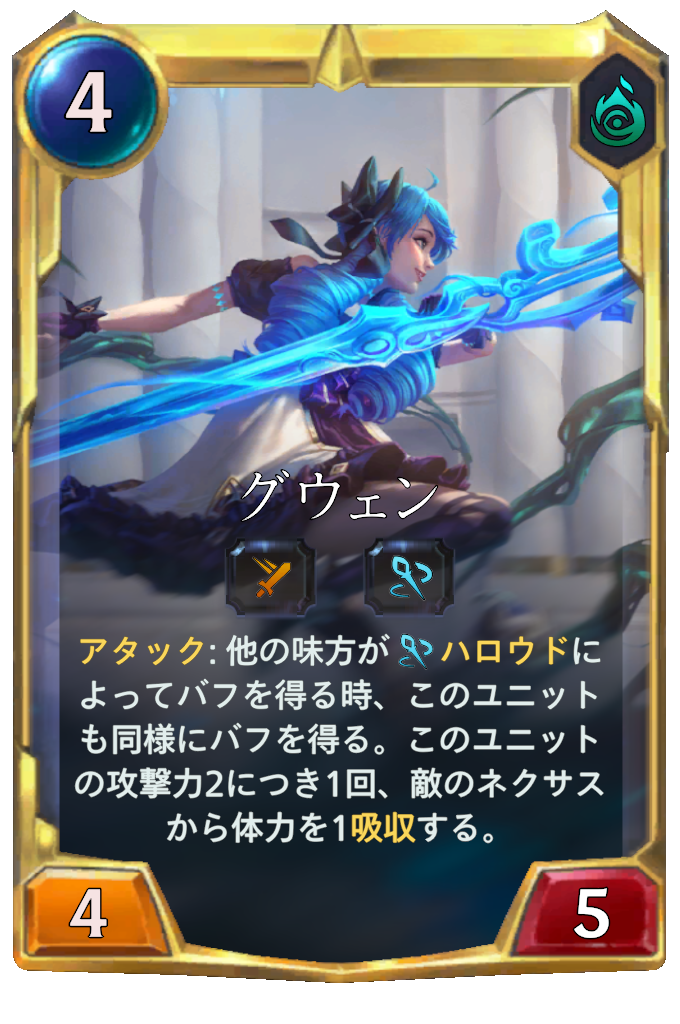 4
グウェン
アタック: 他の味方がハロウドに
よってバフを得る時、このユニット
も同様にバフを得る。このユニット
の攻撃力2につき1回、敵のネクサス
から体力を1吸収する。
4
5